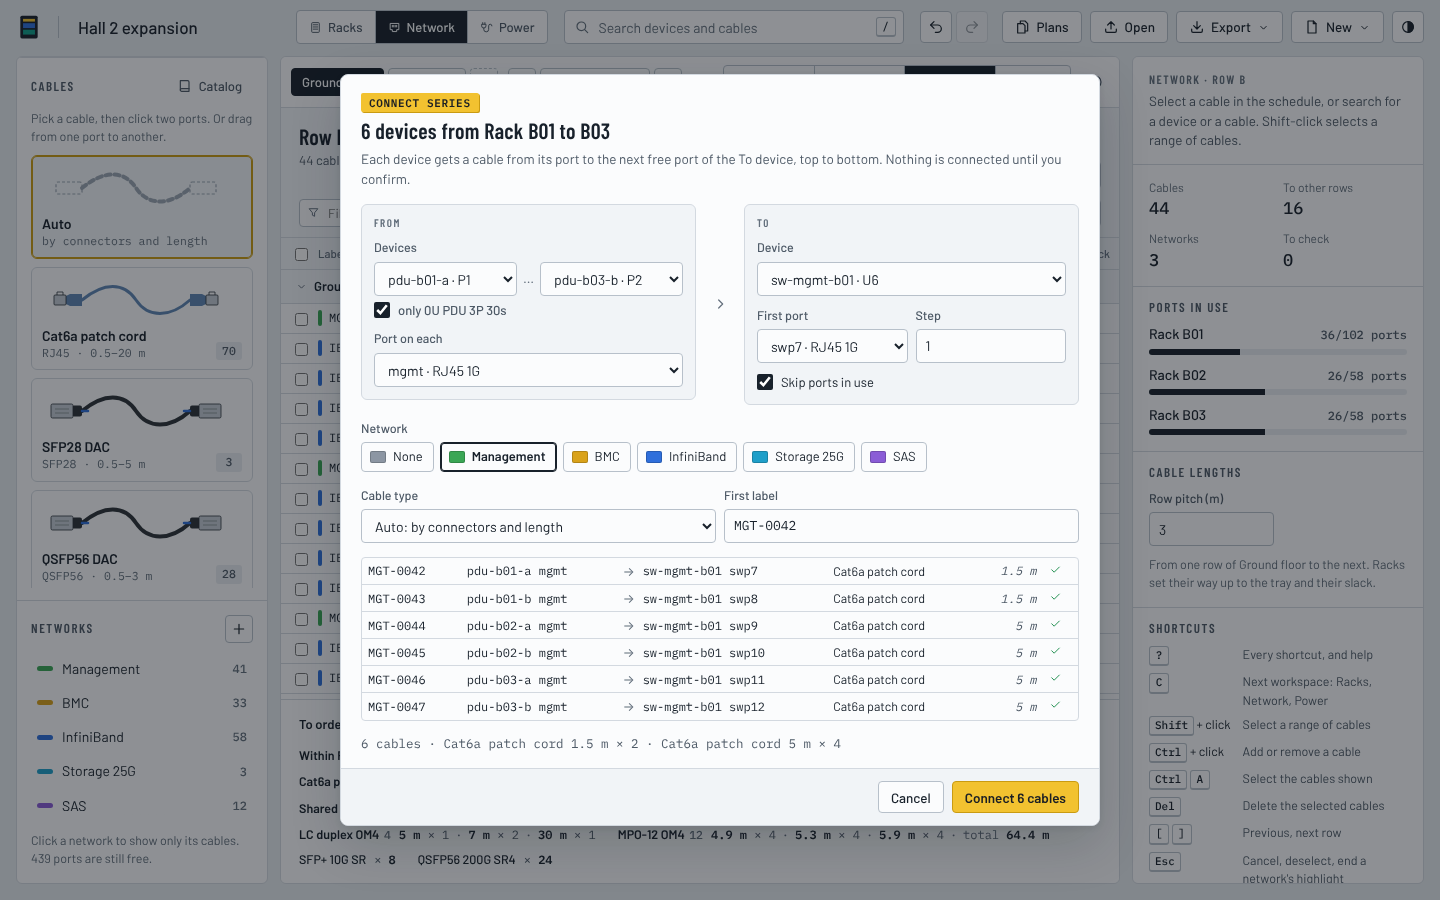 Hall 2 expansion
Racks
Network
Power
Search devices and cables
/
Plans
Open
Export
New
CABLES
Catalog
Pick a cable, then click two ports. Or drag
from one port to another.
Auto
by connectors and length
Cat6a patch cord
RJ45 · 0.5–20 m
70
SFP28 DAC
SFP28 · 0.5–5 m
3
QSFP56 DAC
QSFP56 · 0.5–3 m
28
NETWORKS
Management 41
BMC 33
InfiniBand 58
Storage 25G 3
SAS 12
Click a network to show only its cables.
439 ports are still free.
CONNECT SERIES
6 devices from Rack B01 to B03
Each device gets a cable from its port to the next free port of the To device, top to bottom. Nothing is connected until you
confirm.
FROM
Devices
pdu-b01-a · P1
...
pdu-b03-b · P2
only 0U PDU 3P 30s
Port on each
mgmt · RJ45 1G
TO
Device
sw-mgmt-b01 · U6
First port
Step
swp7 · RJ45 1G
1
Skip ports in use
Network
None
Management
BMC
InfiniBand
Storage 25G
SAS
Cable type
First label
Auto: by connectors and length
MGT-0042
MGT-0042 pdu-b01-a mgmt → sw-mgmt-b01 swp7 Cat6a patch cord 1.5 m
MGT-0043 pdu-b01-b mgmt → sw-mgmt-b01 swp8 Cat6a patch cord 1.5 m
MGT-0044 pdu-b02-a mgmt → sw-mgmt-b01 swp9 Cat6a patch cord 5 m
MGT-0045 pdu-b02-b mgmt → sw-mgmt-b01 swp10 Cat6a patch cord 5 m
MGT-0046 pdu-b03-a mgmt → sw-mgmt-b01 swp11 Cat6a patch cord 5 m
MGT-0047 pdu-b03-b mgmt → sw-mgmt-b01 swp12 Cat6a patch cord 5 m
6 cables · Cat6a patch cord 1.5 m × 2 · Cat6a patch cord 5 m × 4
Cancel
Connect 6 cables
Row
44
To orde
Within
Cat6a p
Shared
LC duplex OM4 4 5 m × 1 · 7 m × 2 · 30 m × 1 MPO-12 OM4 12 4.9 m × 4 · 5.3 m × 4 · 5.9 m × 4 · total 64.4 m
SFP+ 10G SR × 8 QSFP56 200G SR4 × 24
NETWORK · ROW B
Select a cable in the schedule, or search for
a device or a cable. Shift-click selects a
range of cables.
Cables
To other rows
44
16
Networks
To check
3
0
PORTS IN USE
Rack B01 36/102 ports
Rack B02 26/58 ports
Rack B03 26/58 ports
CABLE LENGTHS
Row pitch (m)
3
From one row of Ground floor to the next. Racks
set their way up to the tray and their slack.
SHORTCUTS
? Every shortcut, and help
C Next workspace: Racks,
Network, Power
Shift + click Select a range of cables
Ctrl + click Add or remove a cable
Ctrl A Select the cables shown
Del Delete the selected cables
[ ] Previous, next row
Esc Cancel, deselect, end a
network's highlight